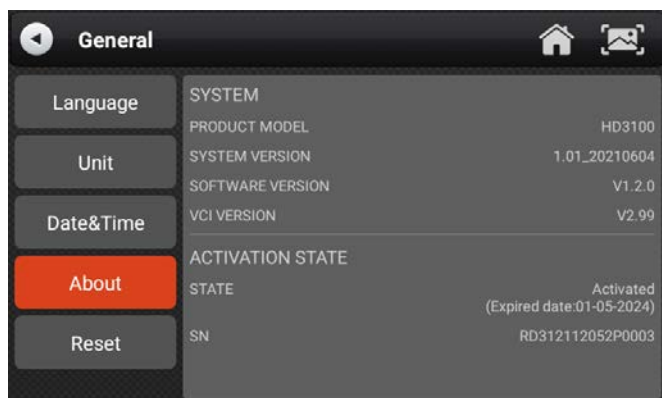 General
Language
Unit
Date&Time
About
Reset
SYSTEM
PRODUCT MODEL HD3100
SYSTEM VERSION 1.01_20210604
SOFTWARE VERSION V1.2.0
VCI VERSION V2.99
ACTIVATION STATE
STATE Activated
(Expired date:01-05-2024)
SN RD312112052P0003